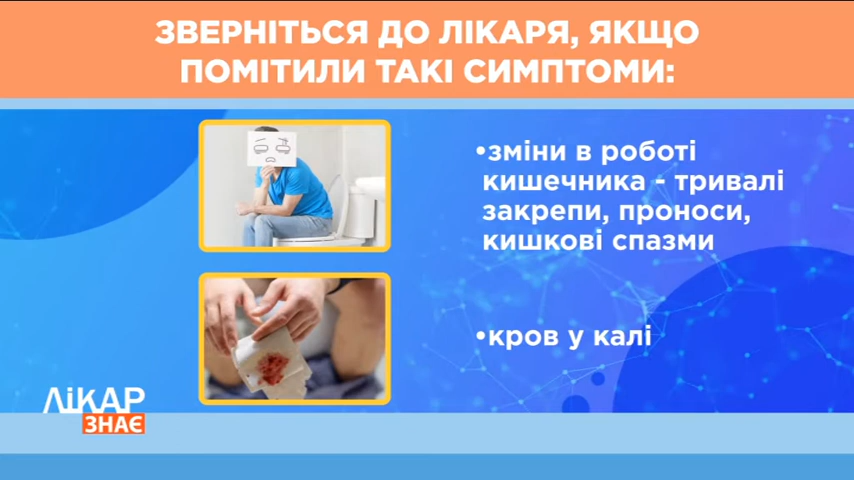 ЗВЕРНІТЬСЯ ДО ЛІКАРЯ, ЯКЩО
ПОМІТИЛИ ТАКІ СИМПТОМИ:
•зміни в роботі
кишечника - тривалі
закрепи, проноси,
кишкові спазми
•кров у калі
ЛіКАР
ЗНАЄ